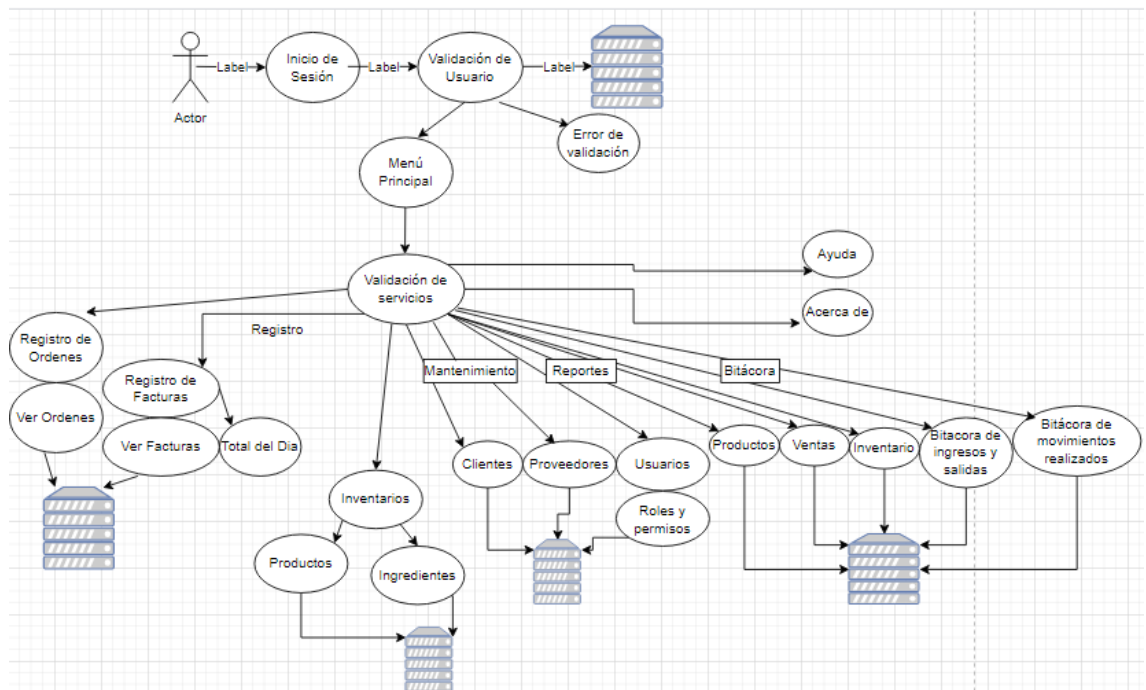 Label
Inicio de
Sesión
Label
Validación de
Usuario
Label
Actor
Error de
validación
Menú
Principal
Validación de
servicios
Ayuda
Acerca de
Registro de
Ordenes
Registro
Ver Ordenes
Registro de
Facturas
Ver Facturas
Total del Dia
Mantenimiento
Reportes
Bitácora
Inventarios
Productos
Ingredientes
Clientes
Proveedores
Usuarios
Roles y
permisos
Productos
Ventas
Inventario
Bitacora de
ingresos y
salidas
Bitácora de
movimientos
realizados